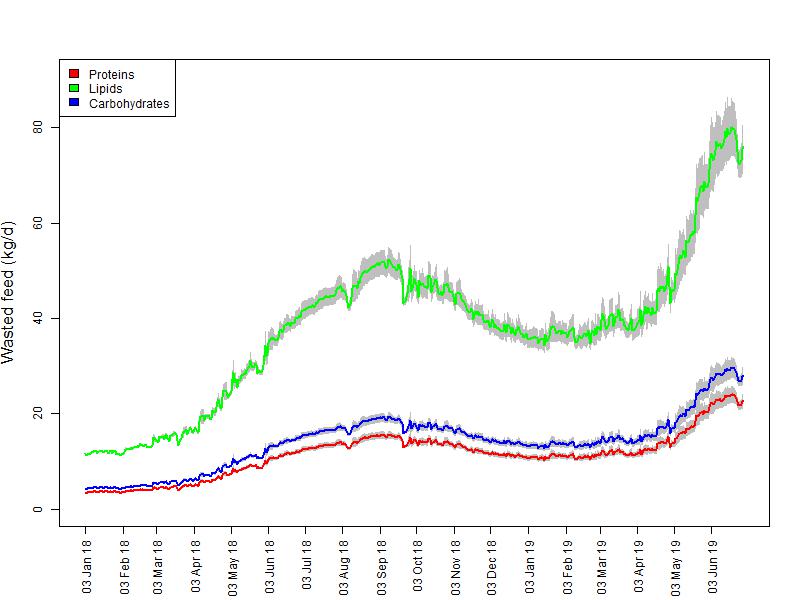 Proteins
Lipids
Carbohydrates
Wasted feed (kg/d)
80
60
40
20
0
03 Jan 18
03 Feb 18
03 Mar 18
03 Apr 18
03 May 18
03 Jun 18
03 Jul 18
03 Aug 18
03 Sep 18
03 Oct 18
03 Nov 18
03 Dec 18
03 Jan 19
03 Feb 19
03 Mar 19
03 Apr 19
03 May 19
03 Jun 19